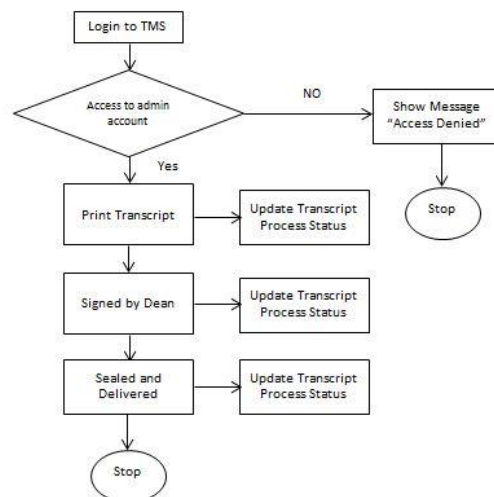 Login to TMS
Access to admin
account
NO
Show Message
“Access Denied”
Yes
Stop
Print Transcript
Update Transcript
Process Status
Signed by Dean
Update Transcript
Process Status
Sealed and
Delivered
Update Transcript
Process Status
Stop